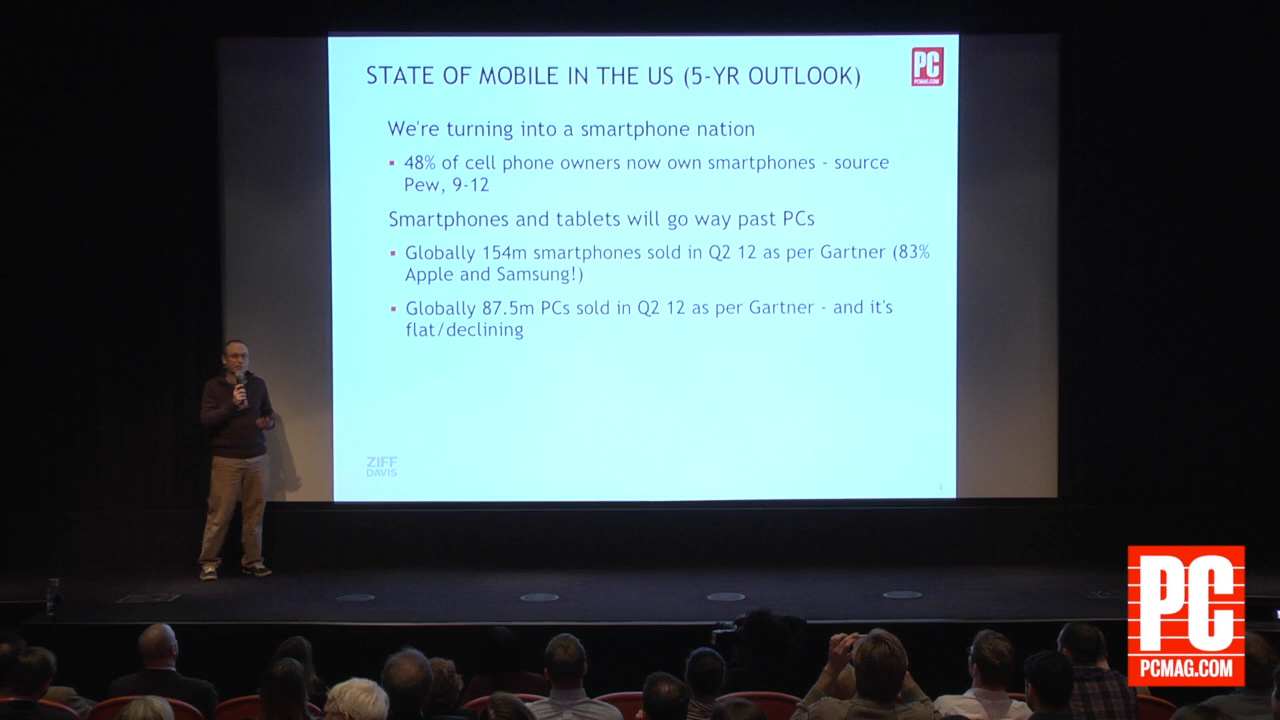 STATE OF MOBILE IN THE US (5-YR OUTLOOK)
PC
PCMAG.COM
We're turning into a smartphone nation
▪ 48% of cell phone owners now own smartphones - source
Pew, 9-12
Smartphones and tablets will go way past PCs
▪ Globally 154m smartphones sold in Q2 12 as per Gartner (83%
Apple and Samsung!)
▪ Globally 87.5m PCs sold in Q2 12 as per Gartner - and it's
flat/declining
ZIFF
DAVIS
2
PC
PCMAG.COM